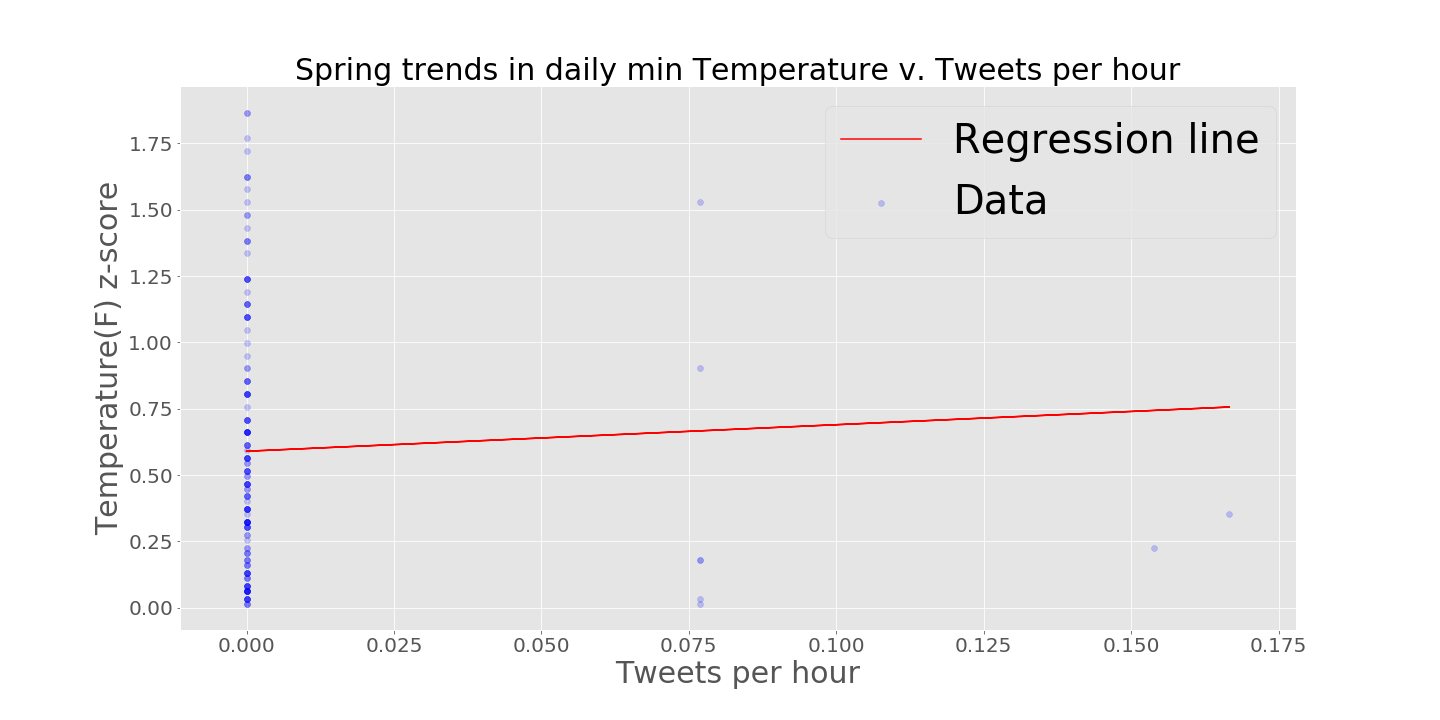 Spring trends in daily min Temperature v. Tweets per hour
Regression line
Data
Temperature(F) z-score
1.75
1.50
1.25
1.00
0.75
0.50
0.25
0.00
0.000 0.025 0.050 0.075 0.100 0.125 0.150 0.175
Tweets per hour